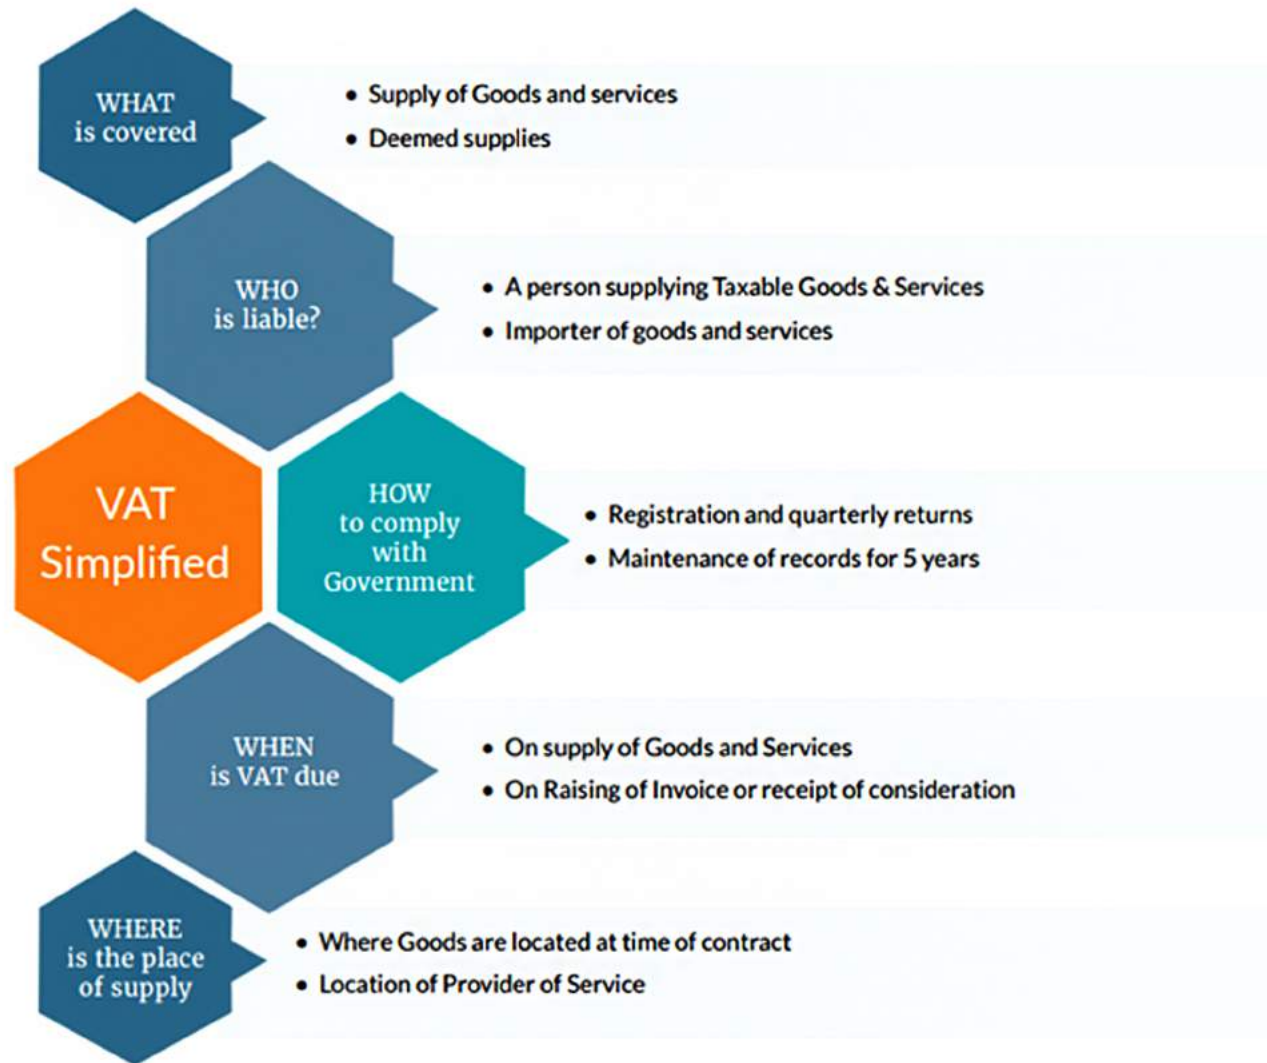 WHAT
is covered
• Supply of Goods and services
• Deemed supplies
WHO
is liable?
• A person supplying Taxable Goods & Services
• Importer of goods and services
VAT
Simplified
HOW
to comply
with
Government
• Registration and quarterly returns
• Maintenance of records for 5 years
WHEN
is VAT due
• On supply of Goods and Services
• On Raising of Invoice or receipt of consideration
WHERE
is the place
of supply
• Where Goods are located at time of contract
• Location of Provider of Service